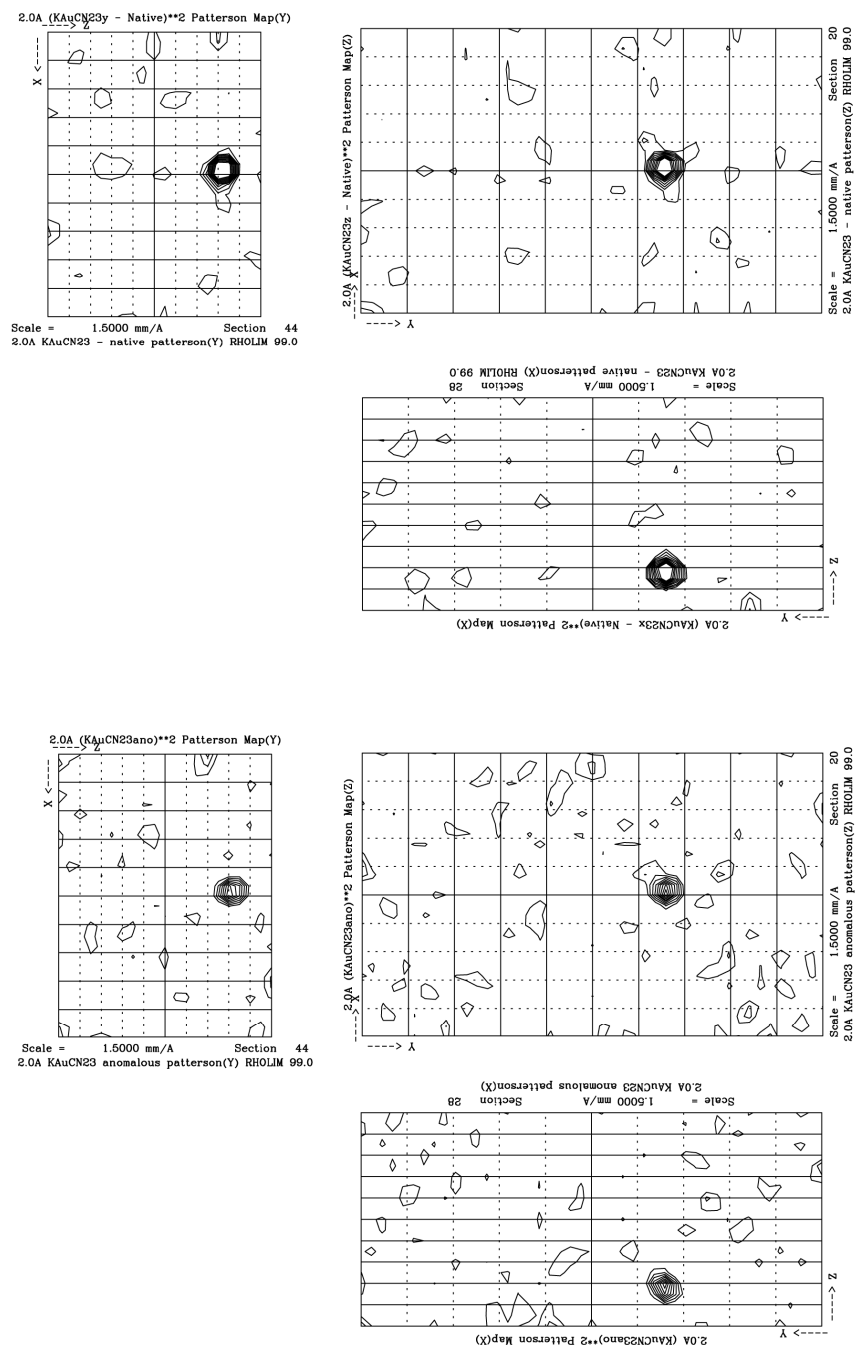 2.0A (KAuCN23y - Native)**2 Patterson Map(Y)
----> Z
X <----
Scale = 1.5000 mm/A Section 44
2.0A KAuCN23 - native patterson(Y) RHOLIM 99.0
2.0A (KAuCN23z - Native)**2 Patterson Map(Z)
----> X
----> Y
Scale = 1.5000 mm/A Section 20
2.0A KAuCN23 - native patterson(Z) RHOLIM 99.0
2.0A KAuCN23 - native patterson(X) RHOLIM 99.0
Scale = 1.5000 mm/A Section 28
----> Z
Y <----
2.0A (KAuCN23x - Native)**2 Patterson Map(X)
2.0A (KAuCN23ano)**2 Patterson Map(Y)
----> Z
X <----
Scale = 1.5000 mm/A Section 44
2.0A KAuCN23 anomalous patterson(Y) RHOLIM 99.0
2.0A (KAuCN23ano)**2 Patterson Map(Z)
----> X
----> Y
Scale = 1.5000 mm/A Section 20
2.0A KAuCN23 anomalous patterson(Z) RHOLIM 99.0
2.0A KAuCN23 anomalous patterson(X)
Scale = 1.5000 mm/A Section 28
----> Z
Y <----
2.0A (KAuCN23ano)**2 Patterson Map(X)